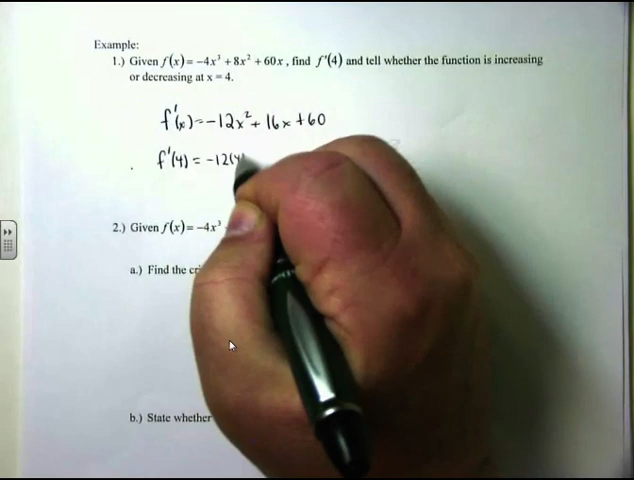 Example:
1.) Given f(x) = −4x³ + 8x² + 60x, find f'(4) and tell whether the function is increasing
or decreasing at x = 4.
f'(x) = −12x² + 16x + 60
f'(4) = −12(4)
2.) Given f(x) = −4x³
a.) Find the
b.) State whether